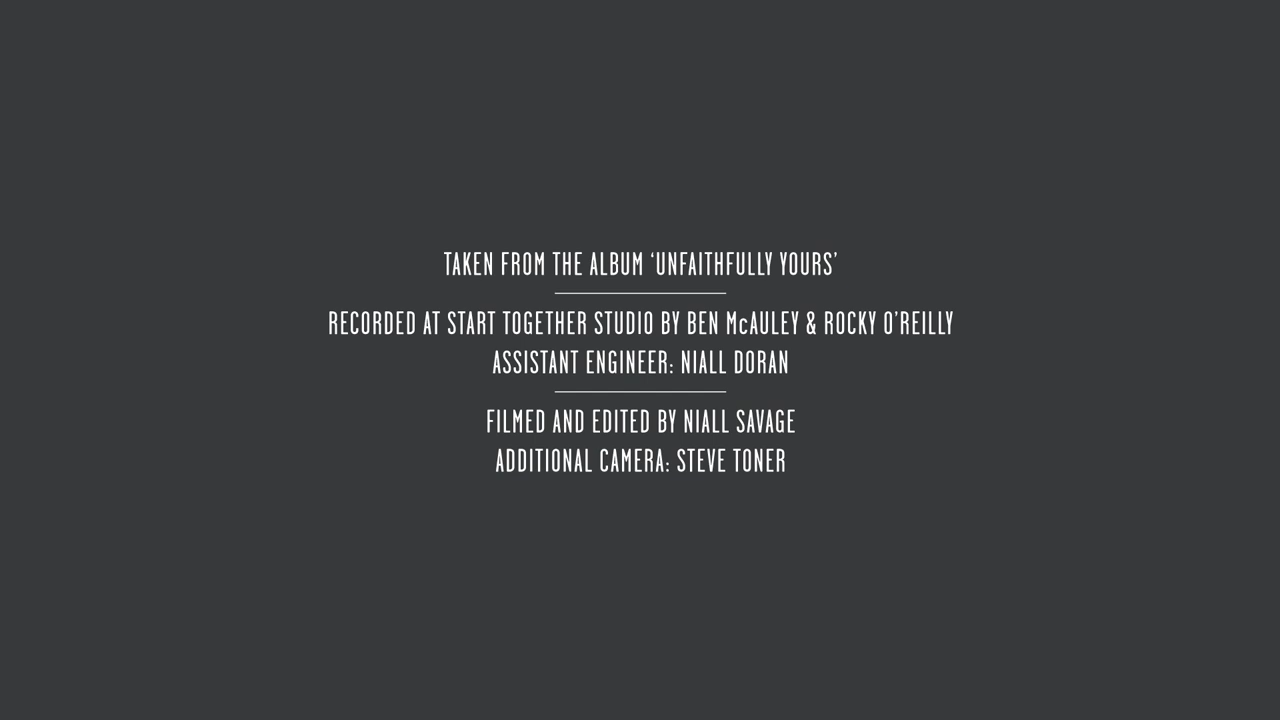 TAKEN FROM THE ALBUM ‘UNFAITHFULLY YOURS’
RECORDED AT START TOGETHER STUDIO BY BEN McAULEY & ROCKY O’REILLY
ASSISTANT ENGINEER: NIALL DORAN
FILMED AND EDITED BY NIALL SAVAGE
ADDITIONAL CAMERA: STEVE TONER